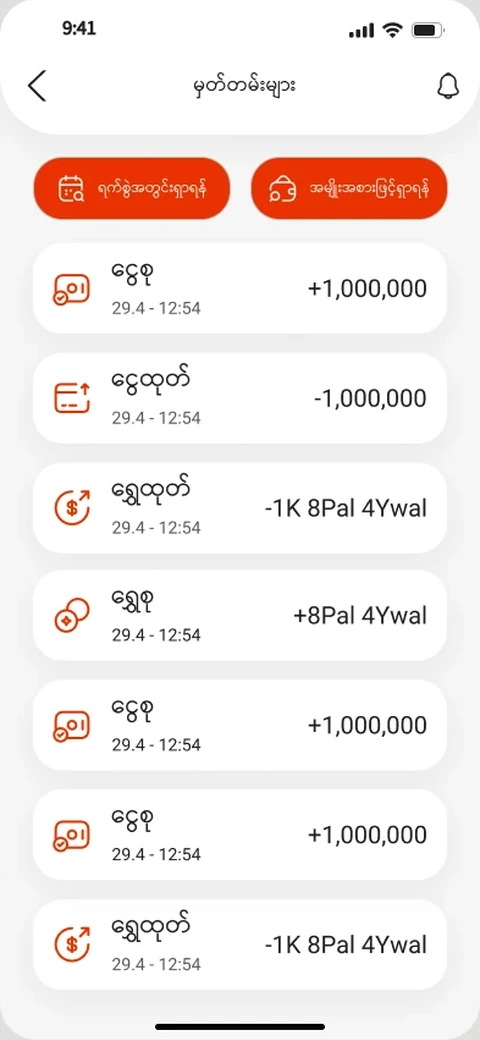 9:41
မှတ်တမ်းများ
ရက်စွဲအတွင်းရှာရန်
အမျိုးအစားဖြင့်ရှာရန်
ငွေစု
+1,000,000
29.4 - 12:54
ငွေထုတ်
-1,000,000
29.4 - 12:54
ရွှေထုတ်
-1K 8Pal 4Ywal
29.4 - 12:54
ရွှေစု
+8Pal 4Ywal
29.4 - 12:54
ငွေစု
+1,000,000
29.4 - 12:54
ငွေစု
+1,000,000
29.4 - 12:54
ရွှေထုတ်
-1K 8Pal 4Ywal
29.4 - 12:54